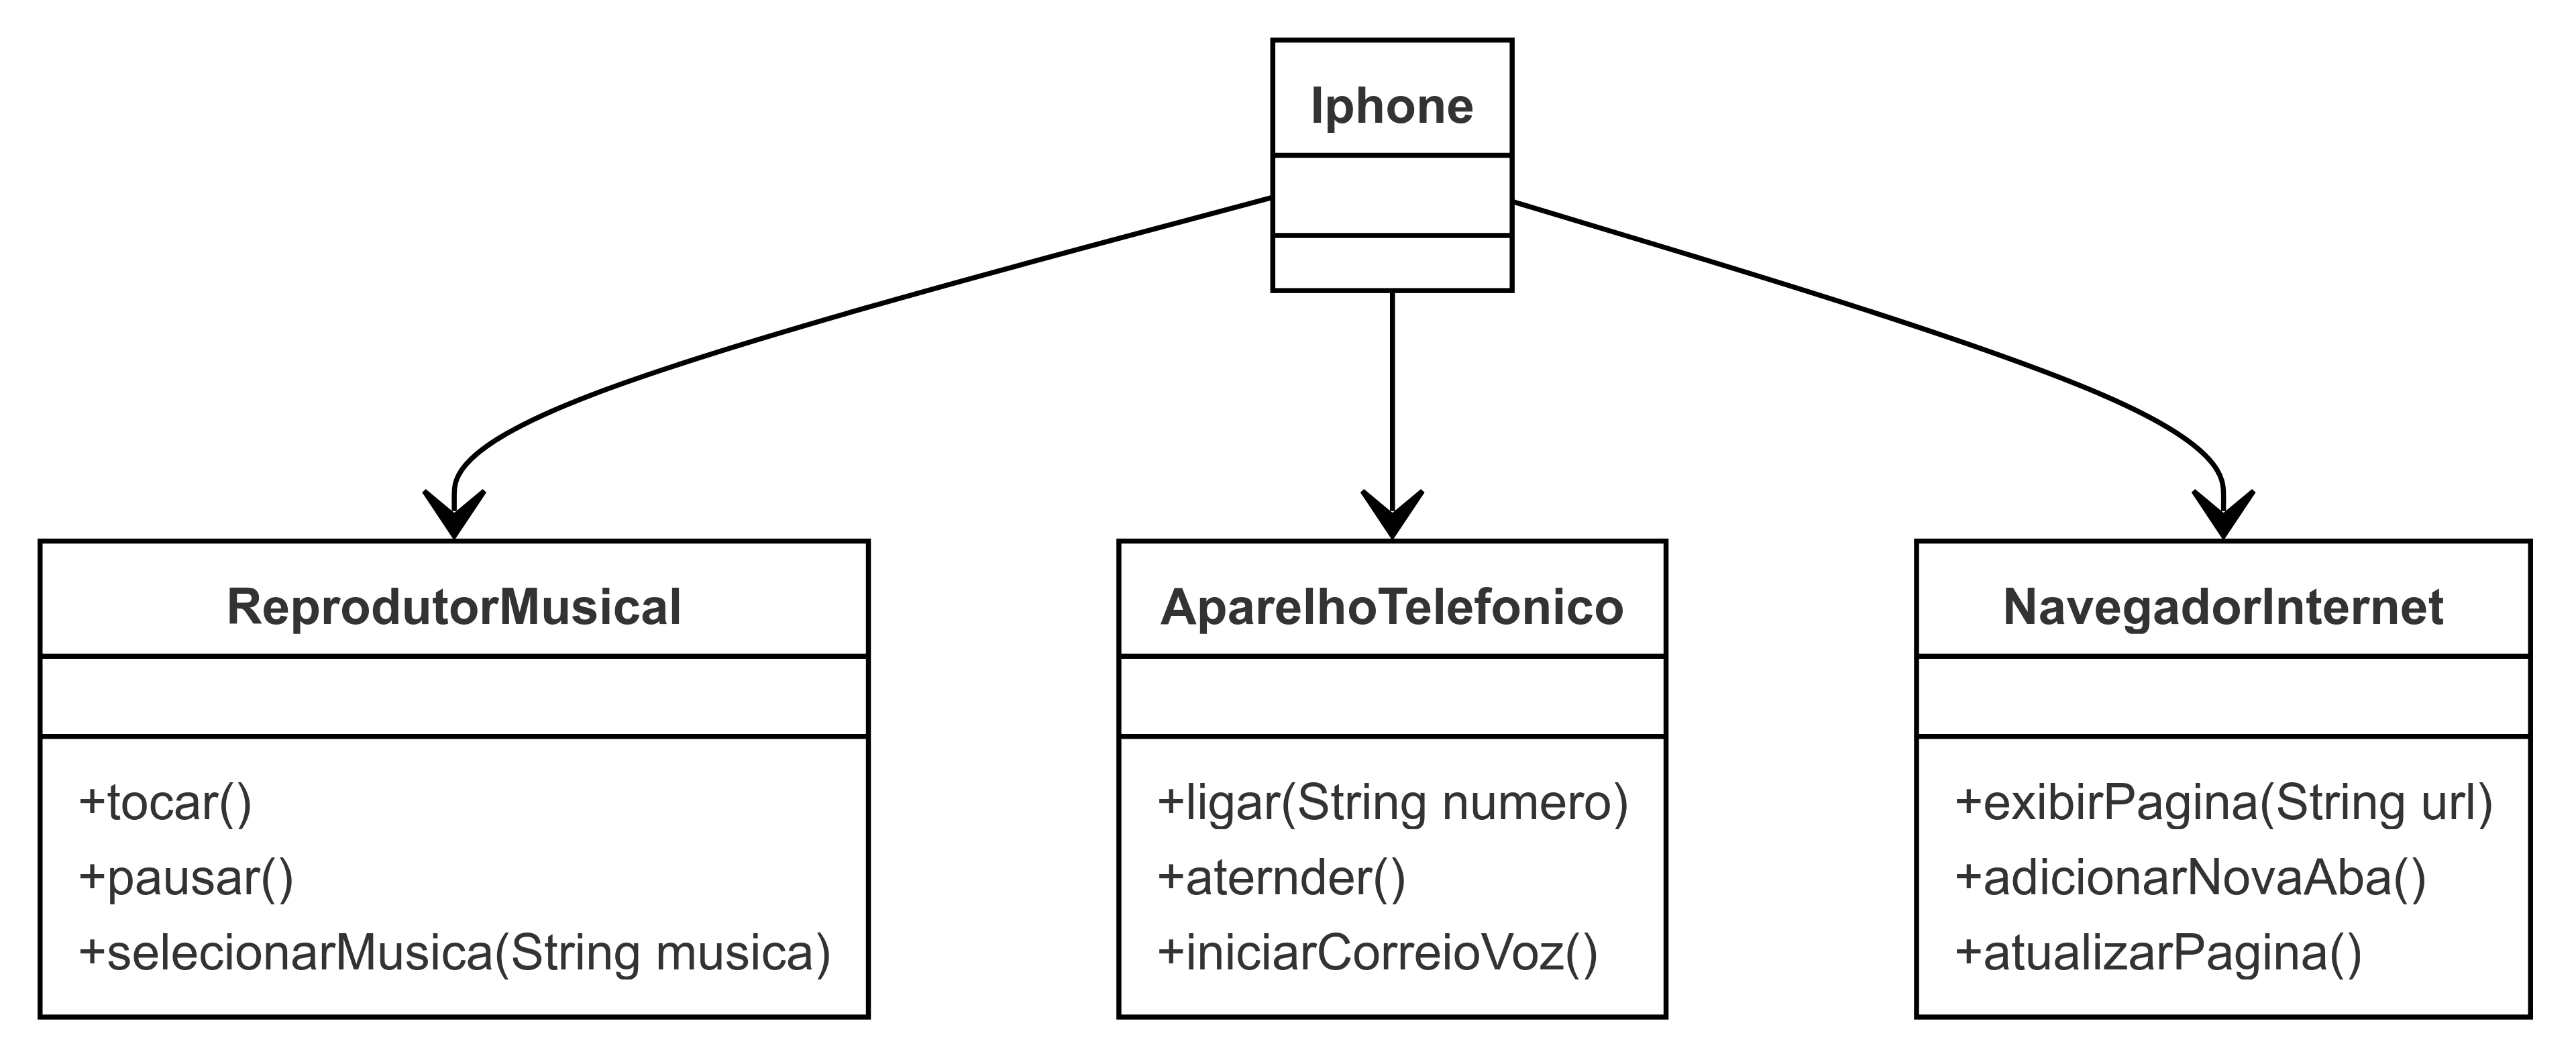 Iphone
ReprodutorMusical
+tocar()
+pausar()
+selecionarMusica(String musica)
AparelhoTelefonico
+ligar(String numero)
+aternder()
+iniciarCorreioVoz()
NavegadorInternet
+exibirPagina(String url)
+adicionarNovaAba()
+atualizarPagina()